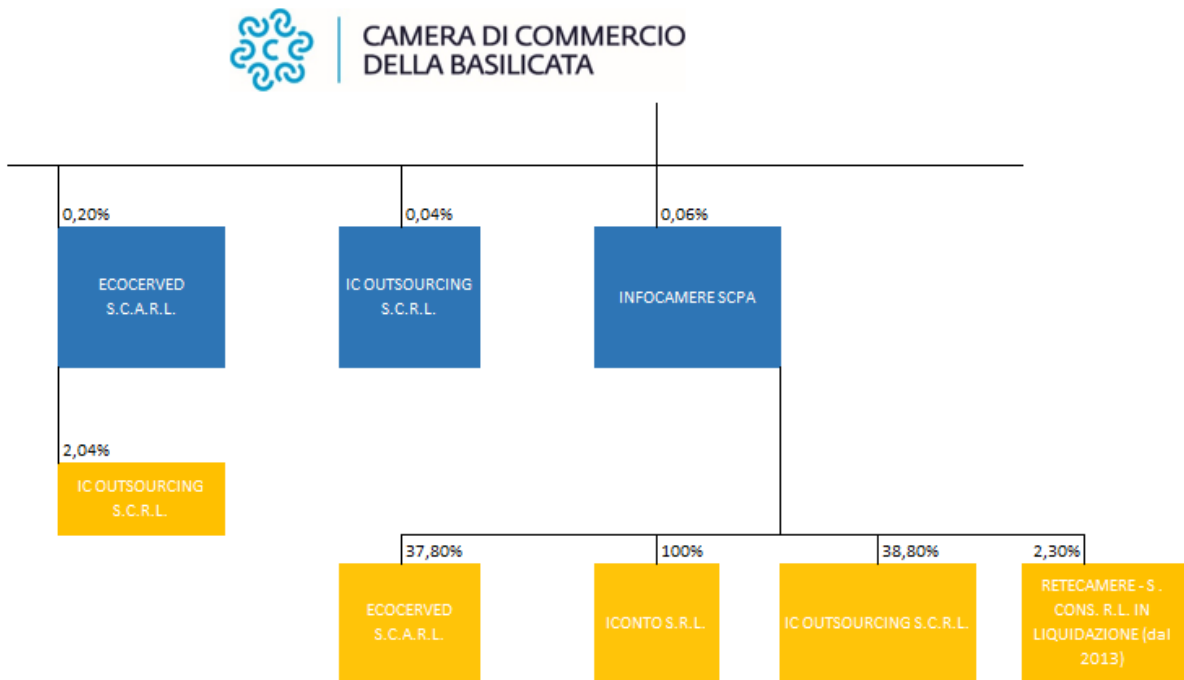 CAMERA DI COMMERCIO
DELLA BASILICATA
0,20%
0,04%
0,06%
ECOCERVED
S.C.A.R.L.
IC OUTSOURCING
S.C.R.L.
INFOCAMERE SCPA
2,04%
IC OUTSOURCING
S.C.R.L.
37,80%
100%
38,80%
2,30%
ECOCERVED
S.C.A.R.L.
ICONTO S.R.L.
IC OUTSOURCING S.C.R.L.
RETECAMERE - S .
CONS. R.L. IN
LIQUIDAZIONE (dal
2013)